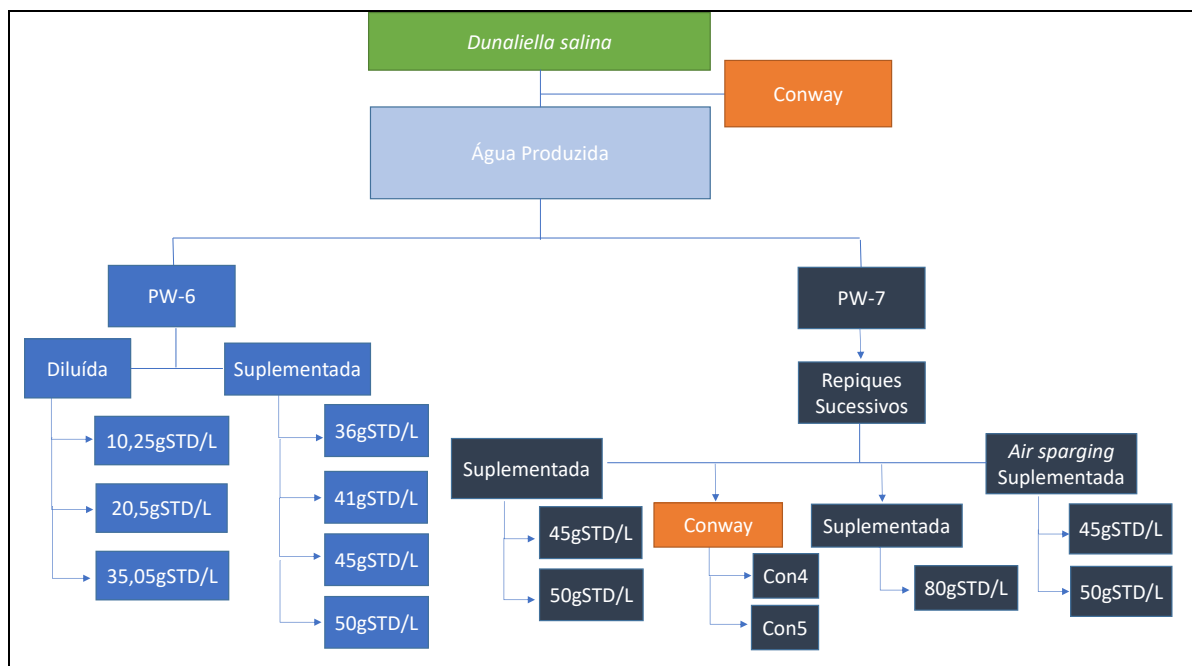 Dunaliella salina
Conway
Água Produzida
PW-6
PW-7
Diluída
Suplementada
10,25gSTD/L
20,5gSTD/L
35,05gSTD/L
36gSTD/L
41gSTD/L
45gSTD/L
50gSTD/L
Repiques
Sucessivos
Suplementada
45gSTD/L
50gSTD/L
Conway
Con4
Con5
Suplementada
80gSTD/L
Air sparging
Suplementada
45gSTD/L
50gSTD/L